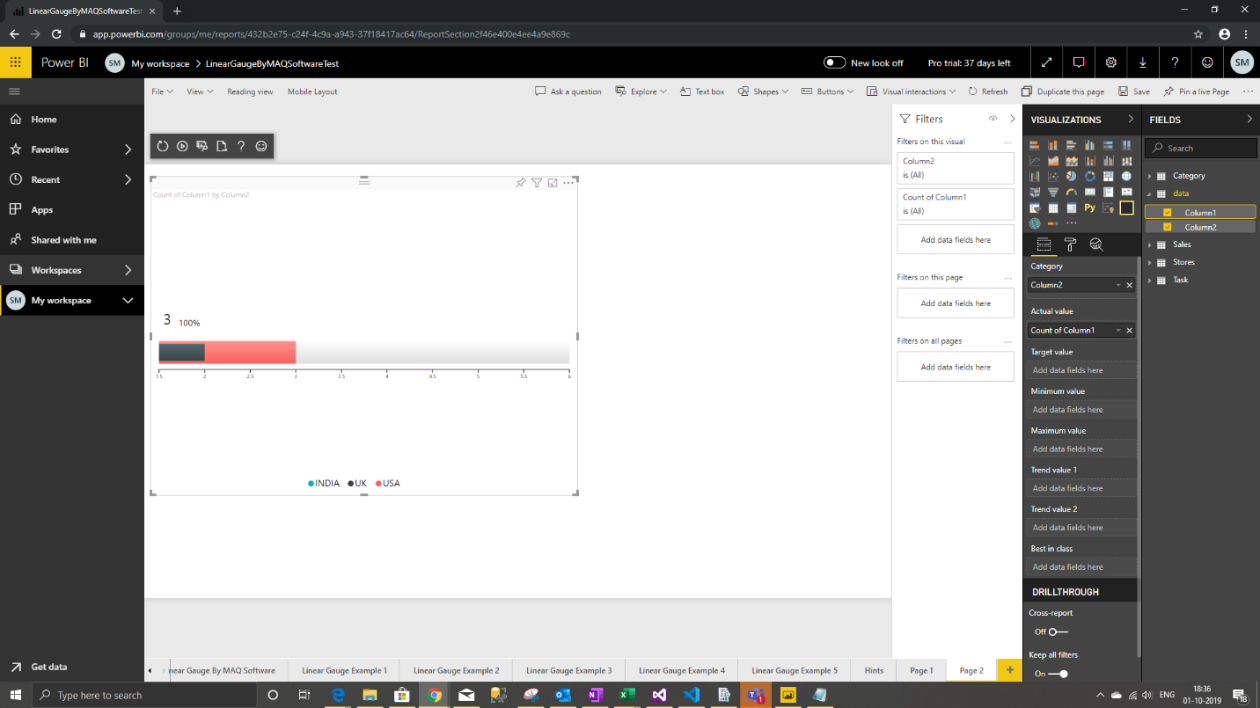 LinearGaugeByMAQSoftwareTest
app.powerbi.com/groups/me/reports/432b2e75-c24f-4c9a-a943-37f18417ac64/ReportSection2f46e400e4ee4a9e869c
Power BI SM My workspace > LinearGaugeByMAQSoftwareTest New look off Pro trial: 37 days left SM
File View Reading view Mobile Layout Ask a question Explore Text box Shapes Buttons Visual interactions Refresh Duplicate this page Save Pin a live Page
Home
Favorites
Recent
Apps
Shared with me
Workspaces
SM My workspace
Get data
Count of Column1 by Column2
3 100%
1.5 2 2.5 3 3.5 4 4.5 5 5.5 6
INDIA UK USA
Filters
Filters on this visual
Column2
is (All)
Count of Column1
is (All)
Add data fields here
Filters on this page
Add data fields here
Filters on all pages
Add data fields here
VISUALIZATIONS
Py
Category
Column2
Actual value
Count of Column1
Target value
Add data fields here
Minimum value
Add data fields here
Maximum value
Add data fields here
Trend value 1
Add data fields here
Trend value 2
Add data fields here
Best in class
Add data fields here
DRILLTHROUGH
Cross-report
Off
Keep all filters
On
FIELDS
Search
Category
data
Column1
Column2
Sales
Stores
Task
near Gauge By MAQ Software Linear Gauge Example 1 Linear Gauge Example 2 Linear Gauge Example 3 Linear Gauge Example 4 Linear Gauge Example 5 Hints Page 1 Page 2
Type here to search
ENG
18:36
01-10-2019
18